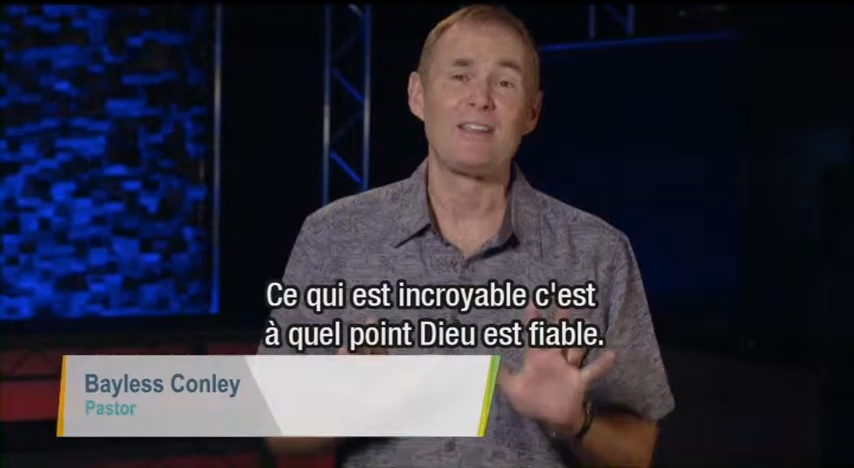 Ce qui est incroyable c'est
à quel point Dieu est fiable.
Bayless Conley
Pastor